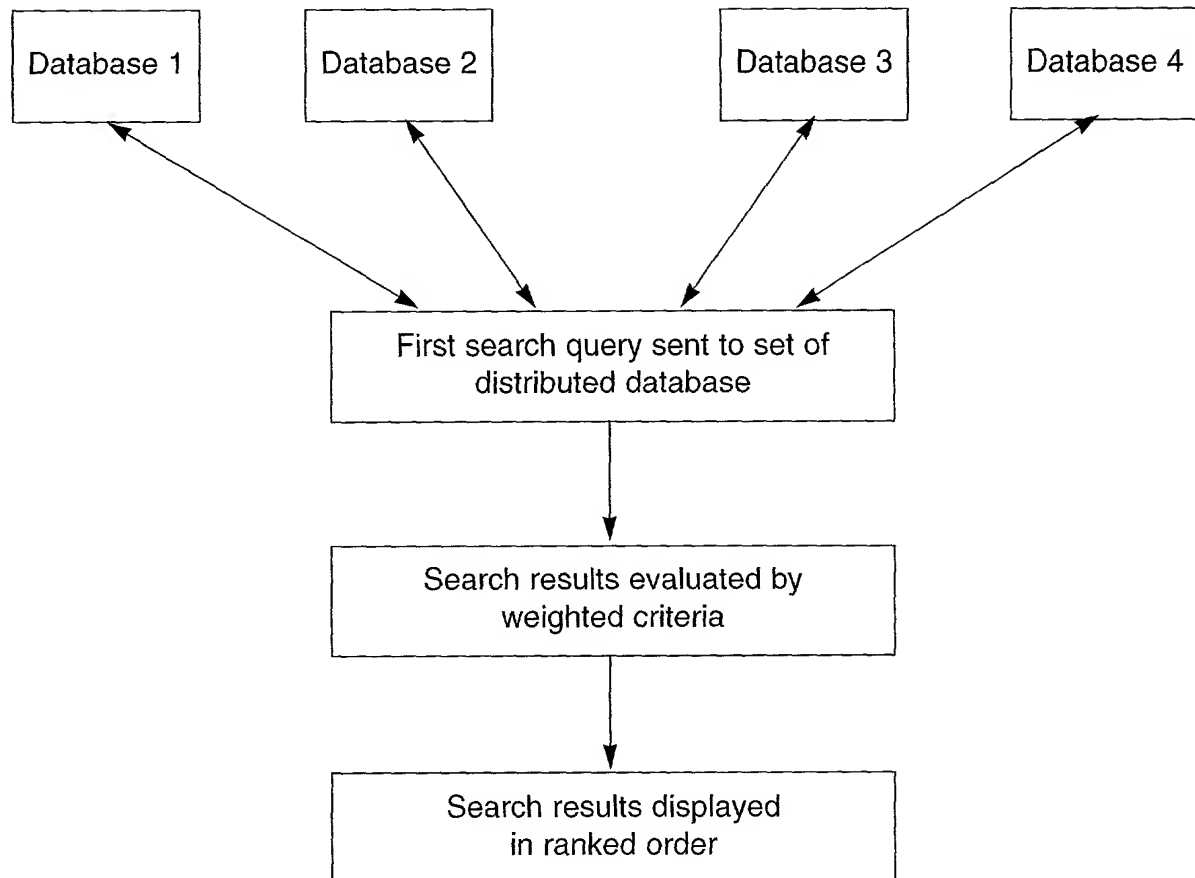 Database 1
Database 2
Database 3
Database 4
First search query sent to set of
distributed database
Search results evaluated by
weighted criteria
Search results displayed
in ranked order